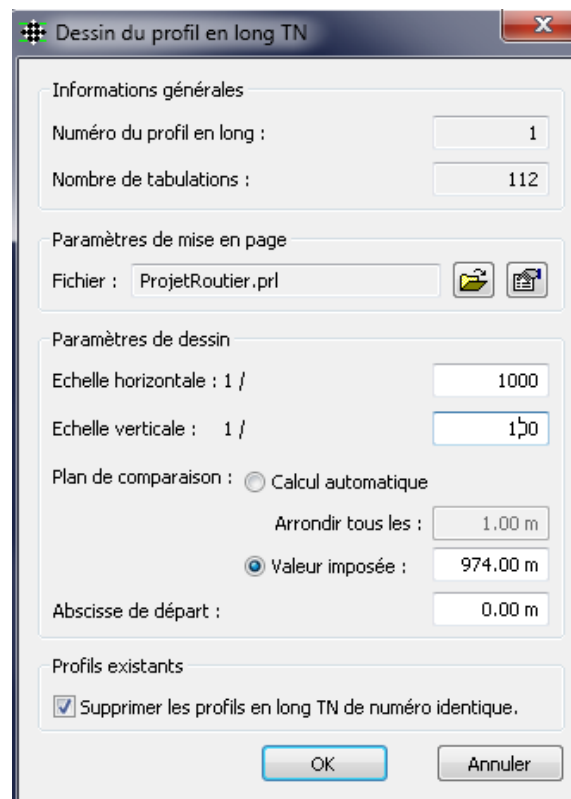 Dessin du profil en long TN
Informations générales
Numéro du profil en long : 1
Nombre de tabulations : 112
Paramètres de mise en page
Fichier : ProjetRoutier.prl
Paramètres de dessin
Echelle horizontale : 1 / 1000
Echelle verticale : 1 / 100
Plan de comparaison : Calcul automatique
Arrondir tous les : 1.00 m
Valeur imposée : 974.00 m
Abscisse de départ : 0.00 m
Profils existants
Supprimer les profils en long TN de numéro identique.
OK Annuler